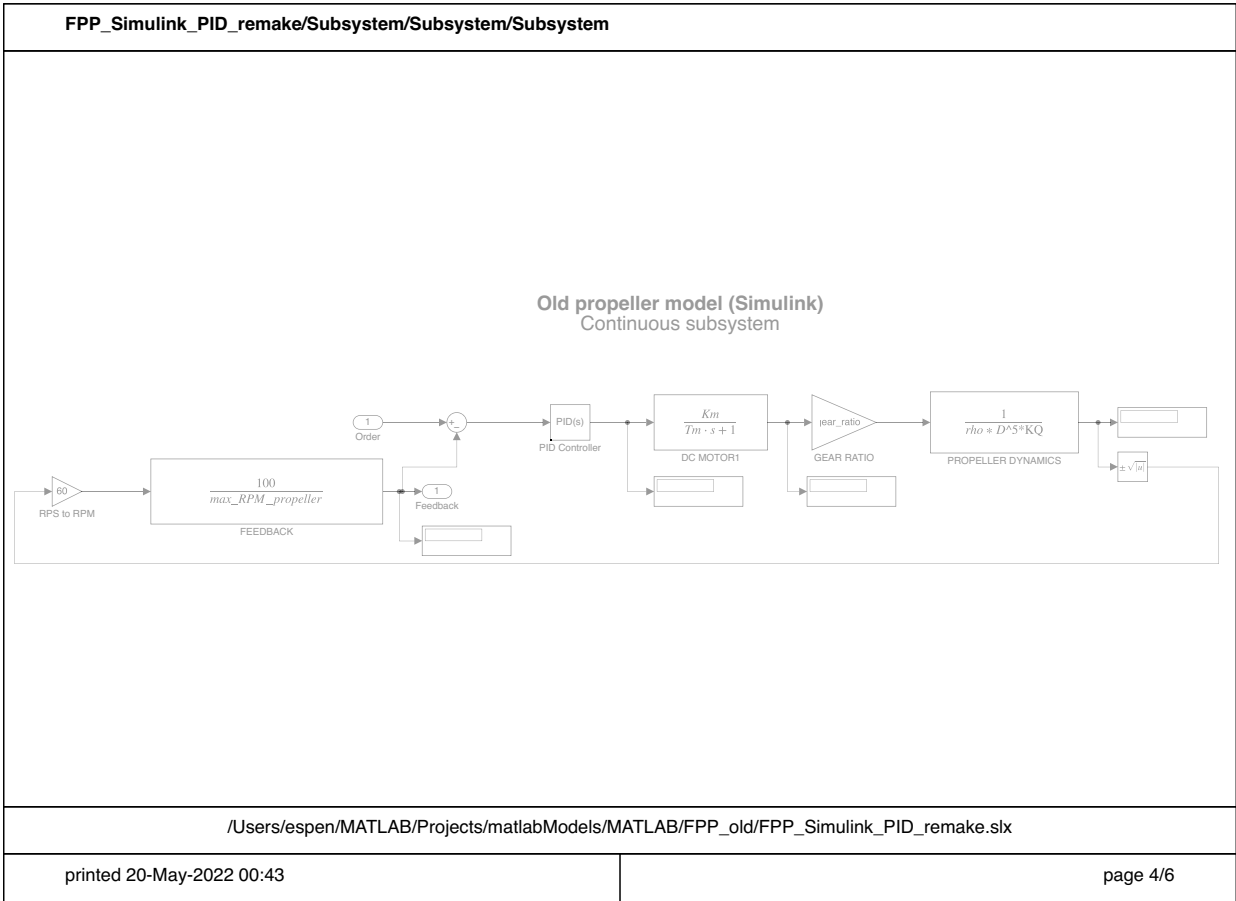 FPP_Simulink_PID_remake/Subsystem/Subsystem/Subsystem
Old propeller model (Simulink)
Continuous subsystem
1
Order
+
−
PID(s)
PID Controller
Km
Tm · s + 1
DC MOTOR1
GEAR RATIO
1
rho * D^5*KQ
PROPELLER DYNAMICS
± √|u|
60
RPS to RPM
100
max_RPM_propeller
FEEDBACK
1
Feedback
/Users/espen/MATLAB/Projects/matlabModels/MATLAB/FPP_old/FPP_Simulink_PID_remake.slx
printed 20-May-2022 00:43
page 4/6